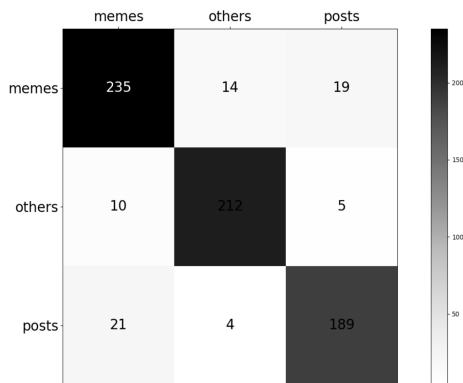 memes others posts
memes 235 14 19
200
150
others 10 212 5
100
50
posts 21 4 189
0